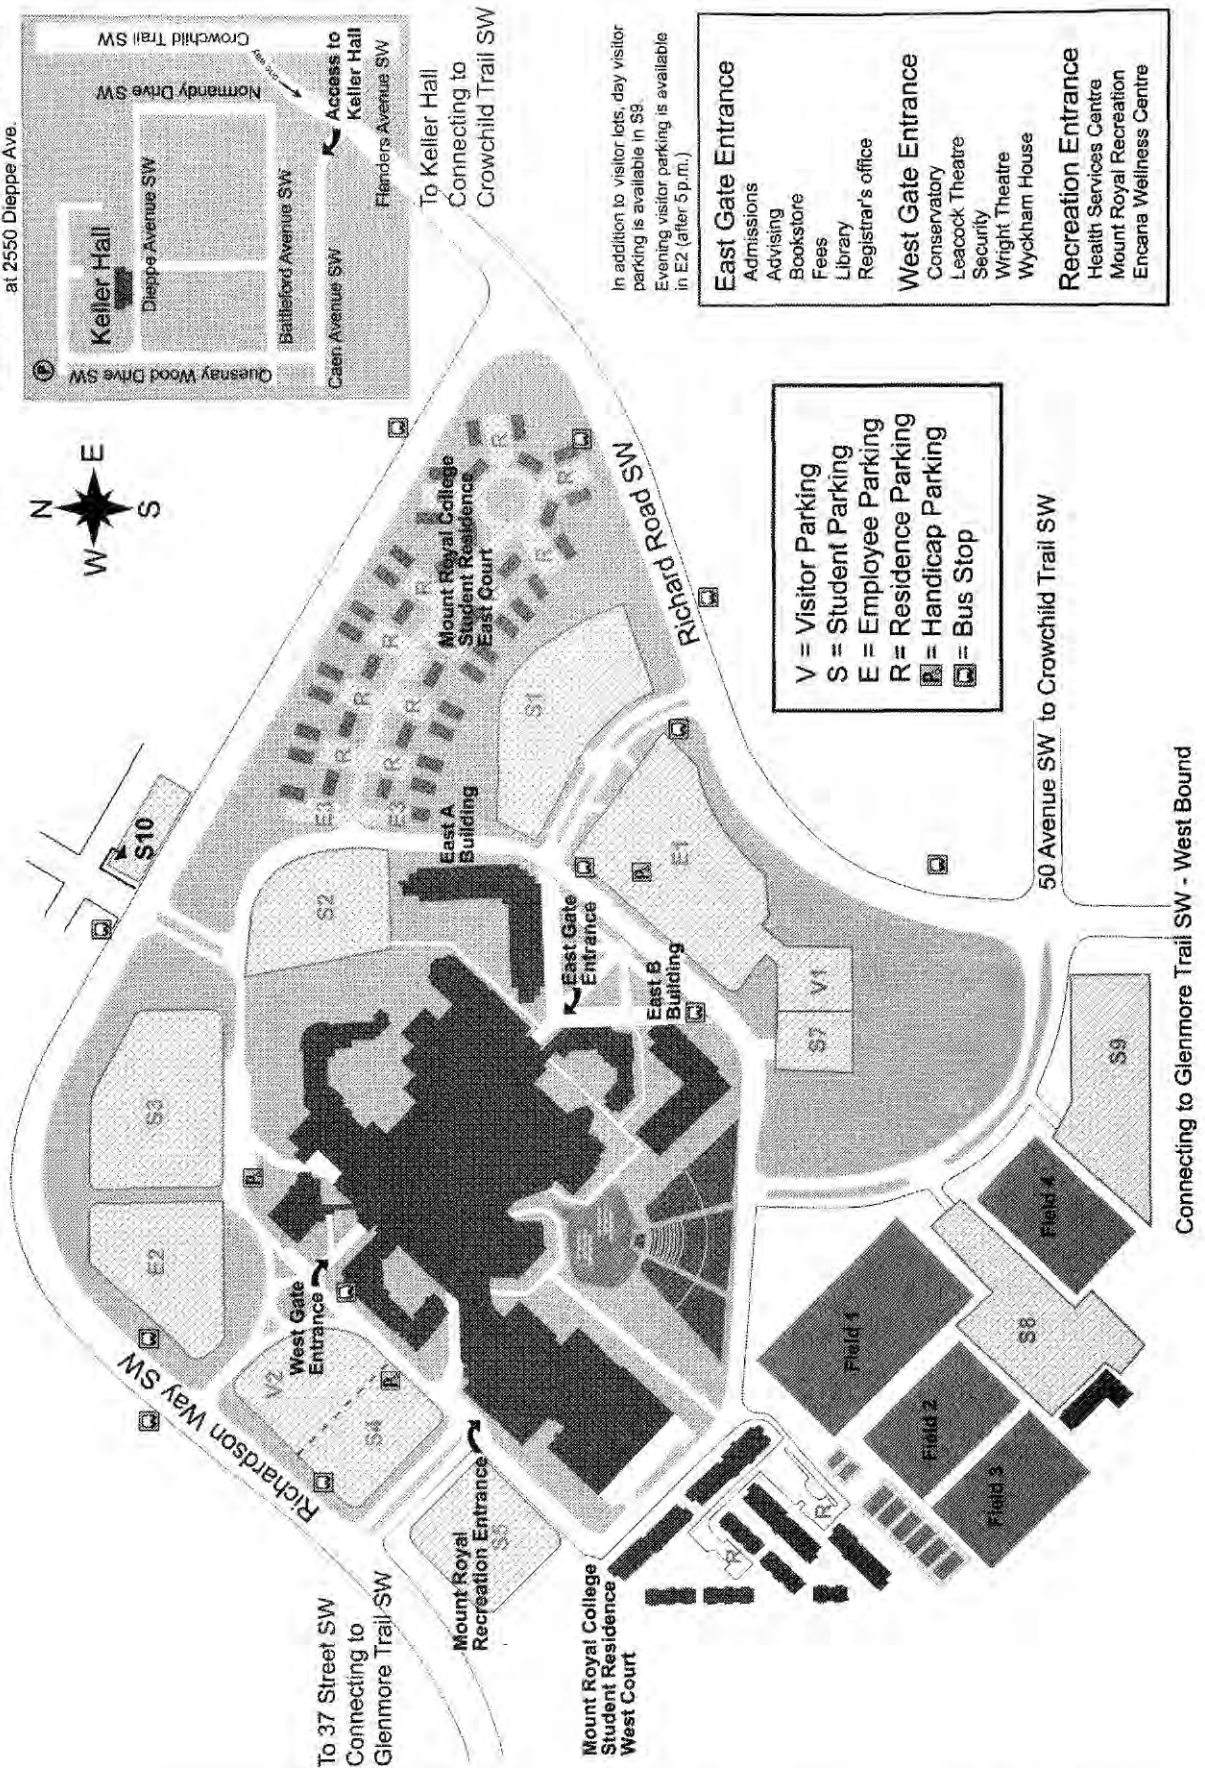 at 2550 Dieppe Ave.
Crowchild Trail SW
one way
Normandy Drive SW
Keller Hall
Dieppe Avenue SW
Battleford Avenue SW
Caen Avenue SW
Quesnay Wood Drive SW
P
Access to
Keller Hall
Flanders Avenue SW
To Keller Hall
Connecting to
Crowchild Trail SW
N
W E
S
In addition to visitor lots, day visitor
parking is available in S9.
Evening visitor parking is available
in E2 (after 5 p.m.)
East Gate Entrance
Admissions
Advising
Bookstore
Fees
Library
Registrar's office
West Gate Entrance
Conservatory
Leacock Theatre
Security
Wright Theatre
Wyckham House
Recreation Entrance
Health Services Centre
Mount Royal Recreation
Encana Wellness Centre
V = Visitor Parking
S = Student Parking
E = Employee Parking
R = Residence Parking
= Handicap Parking
= Bus Stop
Richardson Way SW
Richard Road SW
50 Avenue SW to Crowchild Trail SW
Connecting to Glenmore Trail SW - West Bound
To 37 Street SW
Connecting to
Glenmore Trail SW
Mount Royal College
Student Residence
East Court
R
R
R
R
R
R
R
R
R
E3
E3
S10
S1
S2
S3
E2
V2
S4
S5
E1
V1
S7
S9
S8
East A
Building
East Gate
Entrance
East B
Building
West Gate
Entrance
Mount Royal
Recreation Entrance
Mount Royal College
Student Residence
West Court
R
R
Field 1
Field 2
Field 3
Field 4